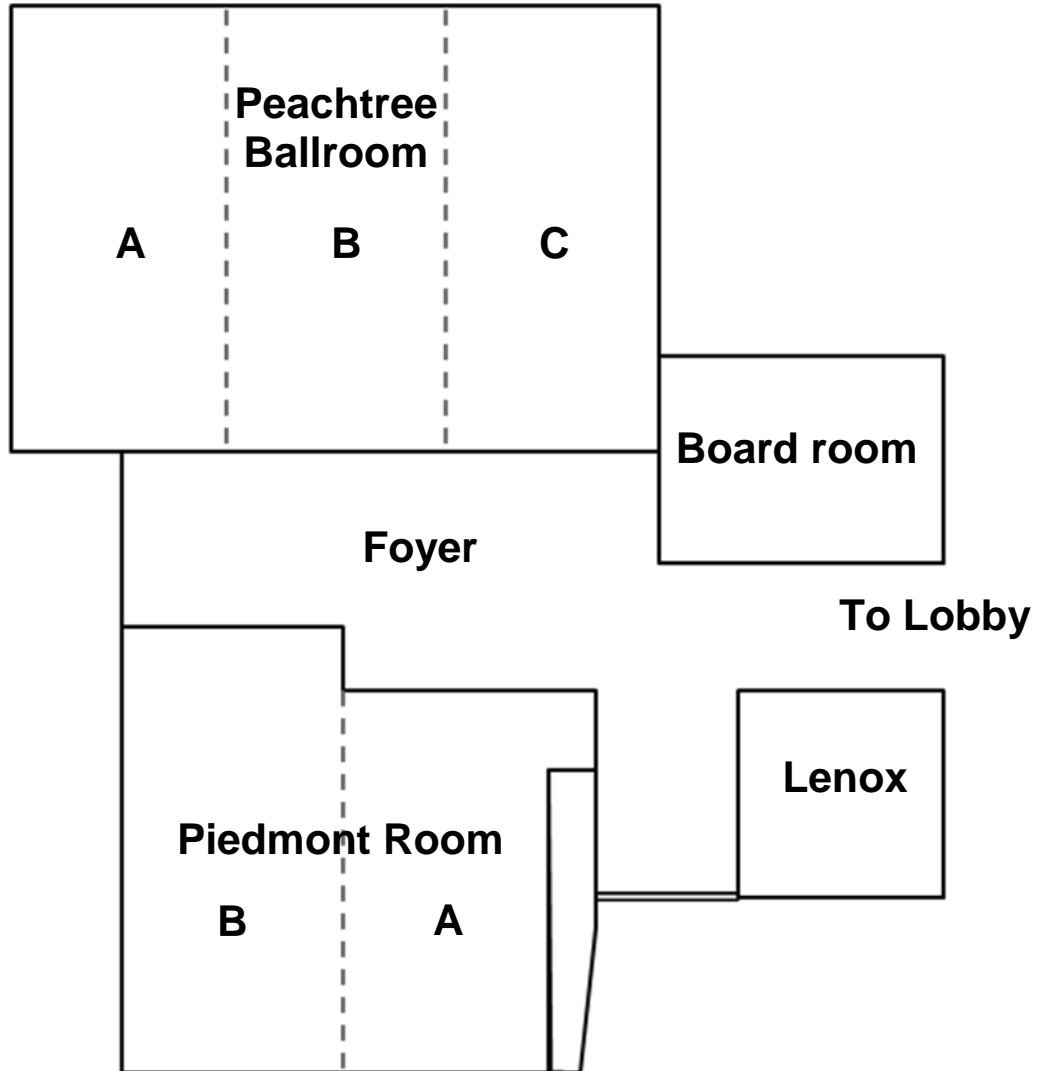 Peachtree
Ballroom
A
B
C
Board room
Foyer
To Lobby
Lenox
Piedmont Room
B
A